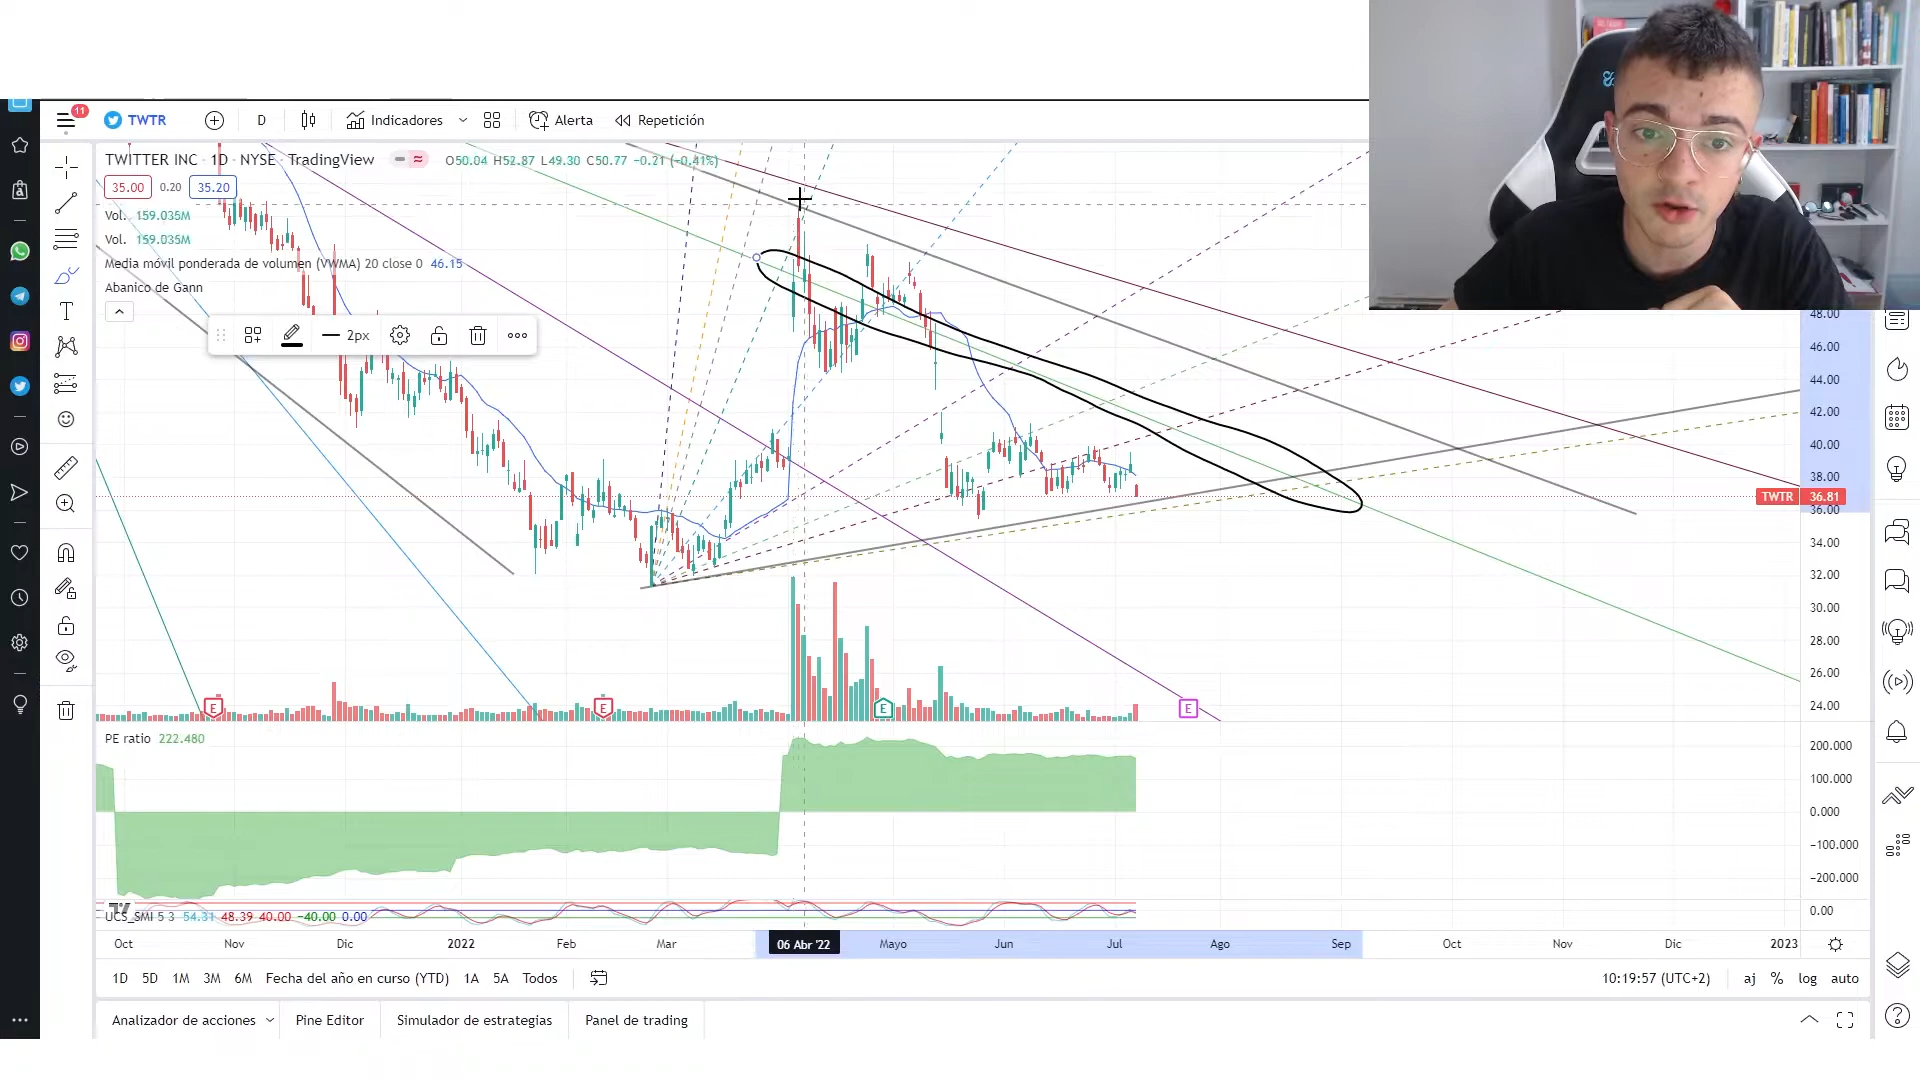 11
TWTR
D
Indicadores
Alerta
Repetición
TWITTER INC · 1D · NYSE · TradingView
O50.04 H52.87 L49.30 C50.77 −0.21 (−0.41%)
35.00 0.20 35.20
Vol. 159.035M
Vol. 159.035M
Media móvil ponderada de volumen (VWMA) 20 close 0 46.15
Abanico de Gann
2px
48.00
46.00
44.00
42.00
40.00
38.00
TWTR 36.81
36.00
34.00
32.00
30.00
28.00
26.00
24.00
E
E
E
E
PE ratio 222.480
200.000
100.000
0.000
−100.000
−200.000
UCS_SMI 5 3 54.31 48.39 40.00 −40.00 0.00
0.00
Oct Nov Dic 2022 Feb Mar 06 Abr '22 Mayo Jun Jul Ago Sep Oct Nov Dic 2023
1D 5D 1M 3M 6M Fecha del año en curso (YTD) 1A 5A Todos
10:19:57 (UTC+2) aj % log auto
Analizador de acciones Pine Editor Simulador de estrategias Panel de trading